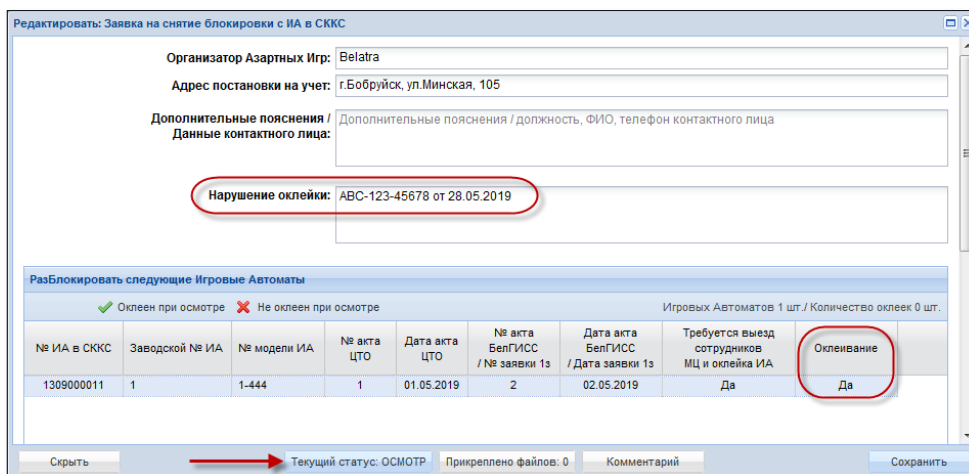 Редактировать: Заявка на снятие блокировки с ИА в СККС
Организатор Азартных Игр: Belatra
Адрес постановки на учет: г.Бобруйск, ул.Минская, 105
Дополнительные пояснения / Данные контактного лица: Дополнительные пояснения / должность, ФИО, телефон контактного лица
Нарушение оклейки: АВС-123-45678 от 28.05.2019
РазБлокировать следующие Игровые Автоматы
Оклеен при осмотре Не оклеен при осмотре Игровых Автоматов 1 шт./ Количество оклеек 0 шт.
№ ИА в СККС Заводской № ИА № модели ИА № акта ЦТО Дата акта ЦТО № акта БелГИСС / № заявки 1з Дата акта БелГИСС / Дата заявки 1з Требуется выезд сотрудников МЦ и оклейка ИА Оклеивание
1309000011 1 1-444 1 01.05.2019 2 02.05.2019 Да Да
Скрыть Текущий статус: ОСМОТР Прикреплено файлов: 0 Комментарий Сохранить